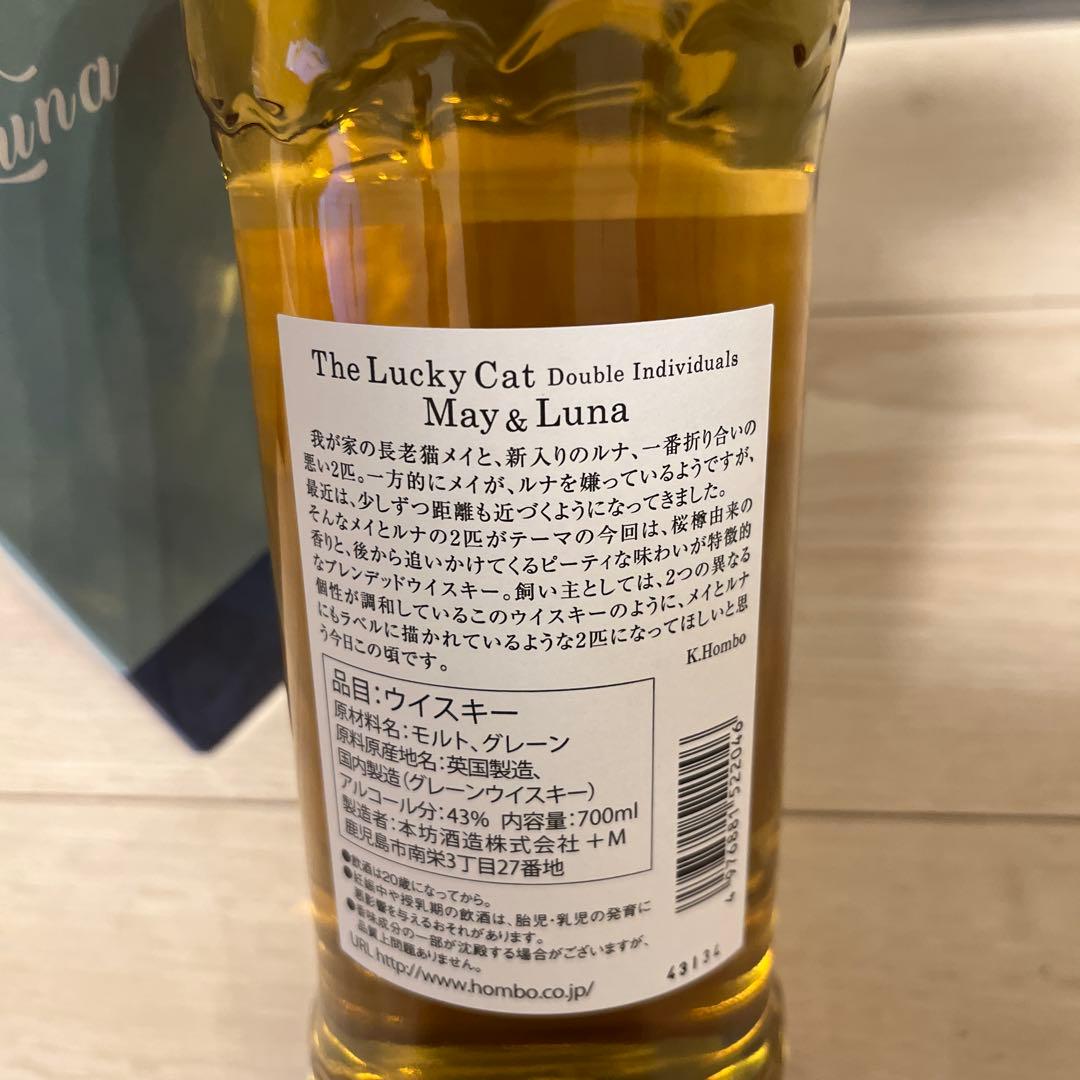 una
The Lucky Cat Double Individuals
May & Luna
我が家の長老猫メイと、新入りのルナ、一番折り合いの
悪い2匹。一方的にメイが、ルナを嫌っているようですが、
最近は、少しずつ距離も近づくようになってきました。
そんなメイとルナの2匹がテーマの今回は、桜樽由来の
香りと、後から追いかけてくるピーティな味わいが特徴的
なブレンデッドウイスキー。飼い主としては、2つの異なる
個性が調和しているこのウイスキーのように、メイとルナ
にもラベルに描かれているような2匹になってほしいと思
う今日この頃です。
K.Hombo
品目:ウイスキー
原材料名:モルト、グレーン
原料原産地名:英国製造、
国内製造(グレーンウイスキー)
アルコール分:43% 内容量:700ml
製造者:本坊酒造株式会社 +M
鹿児島市南栄3丁目27番地
●飲酒は20歳になってから。
●妊娠中や授乳期の飲酒は、胎児・乳児の発育に
悪影響を与えるおそれがあります。
●香味成分の一部が沈殿する場合がございますが、
品質上問題ありません。
URL http://www.hombo.co.jp/
4 976881 522046
43134